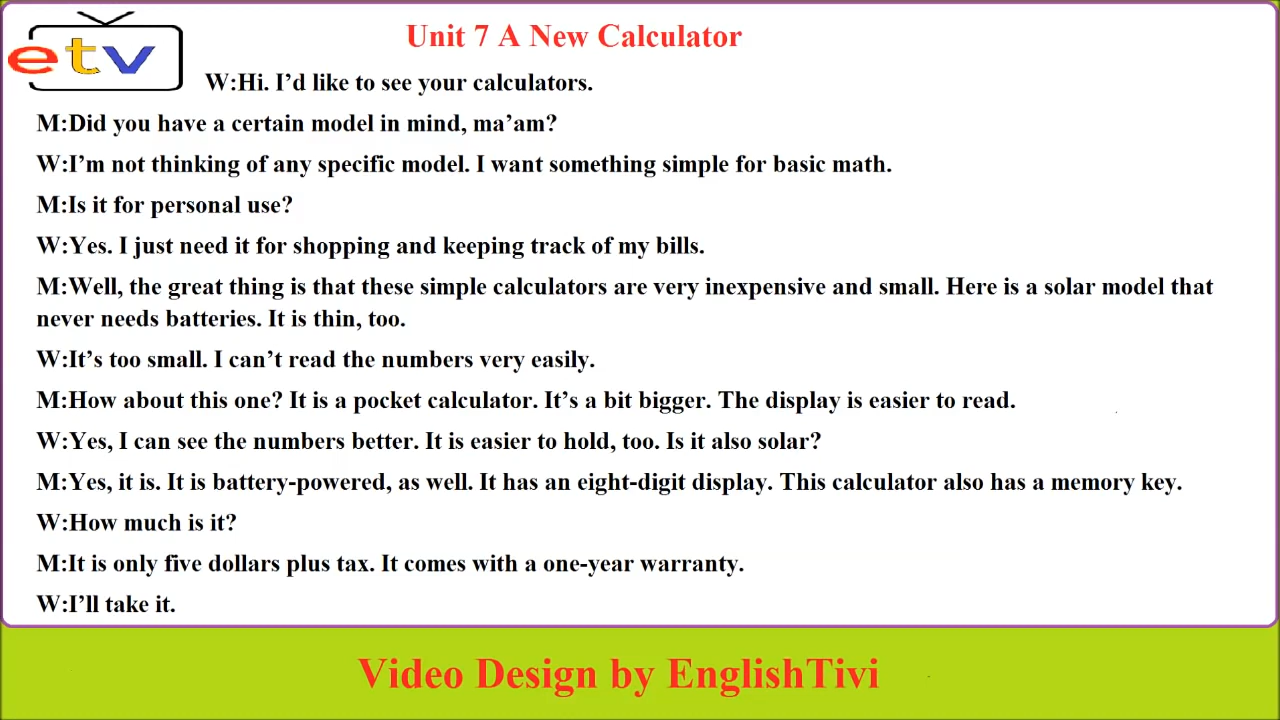 etv
Unit 7 A New Calculator
W:Hi. I’d like to see your calculators.
M:Did you have a certain model in mind, ma’am?
W:I’m not thinking of any specific model. I want something simple for basic math.
M:Is it for personal use?
W:Yes. I just need it for shopping and keeping track of my bills.
M:Well, the great thing is that these simple calculators are very inexpensive and small. Here is a solar model that
never needs batteries. It is thin, too.
W:It’s too small. I can’t read the numbers very easily.
M:How about this one? It is a pocket calculator. It’s a bit bigger. The display is easier to read.
W:Yes, I can see the numbers better. It is easier to hold, too. Is it also solar?
M:Yes, it is. It is battery-powered, as well. It has an eight-digit display. This calculator also has a memory key.
W:How much is it?
M:It is only five dollars plus tax. It comes with a one-year warranty.
W:I’ll take it.
Video Design by EnglishTivi